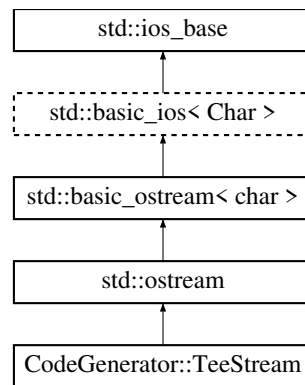 std::ios_base
std::basic_ios< Char >
std::basic_ostream< char >
std::ostream
CodeGenerator::TeeStream